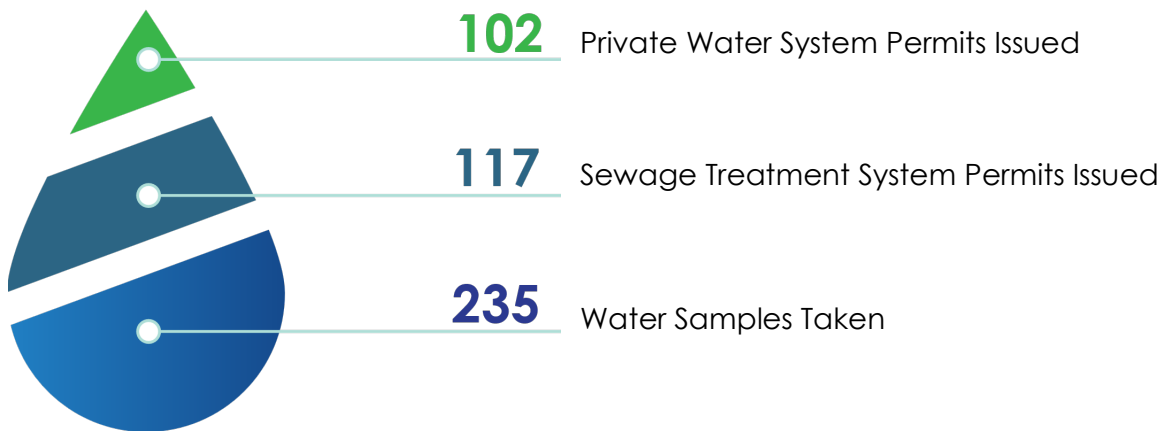 102 Private Water System Permits Issued
117 Sewage Treatment System Permits Issued
235 Water Samples Taken